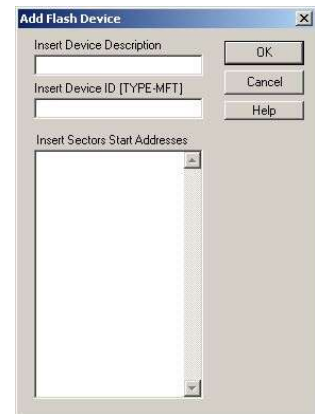 Add Flash Device
Insert Device Description
OK
Insert Device ID [TYPE-MFT]
Cancel
Help
Insert Sectors Start Addresses